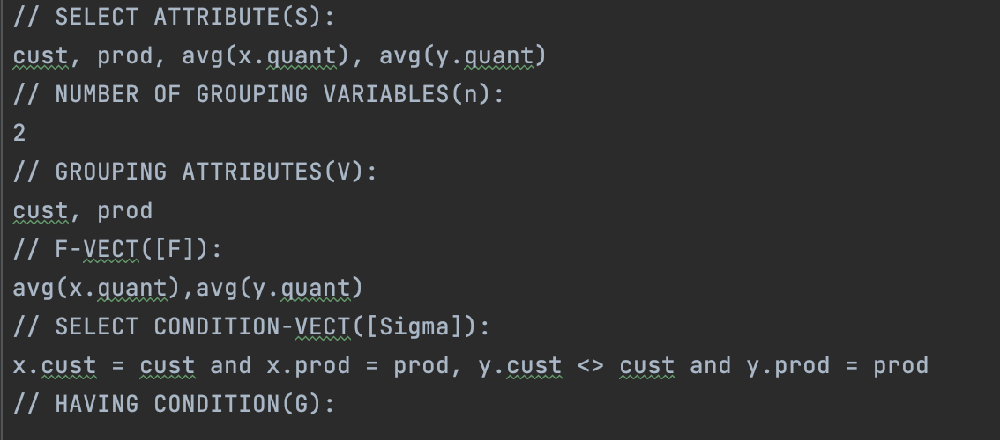 // SELECT ATTRIBUTE(S):
cust, prod, avg(x.quant), avg(y.quant)
// NUMBER OF GROUPING VARIABLES(n):
2
// GROUPING ATTRIBUTES(V):
cust, prod
// F-VECT([F]):
avg(x.quant),avg(y.quant)
// SELECT CONDITION-VECT([Sigma]):
x.cust = cust and x.prod = prod, y.cust <> cust and y.prod = prod
// HAVING CONDITION(G):